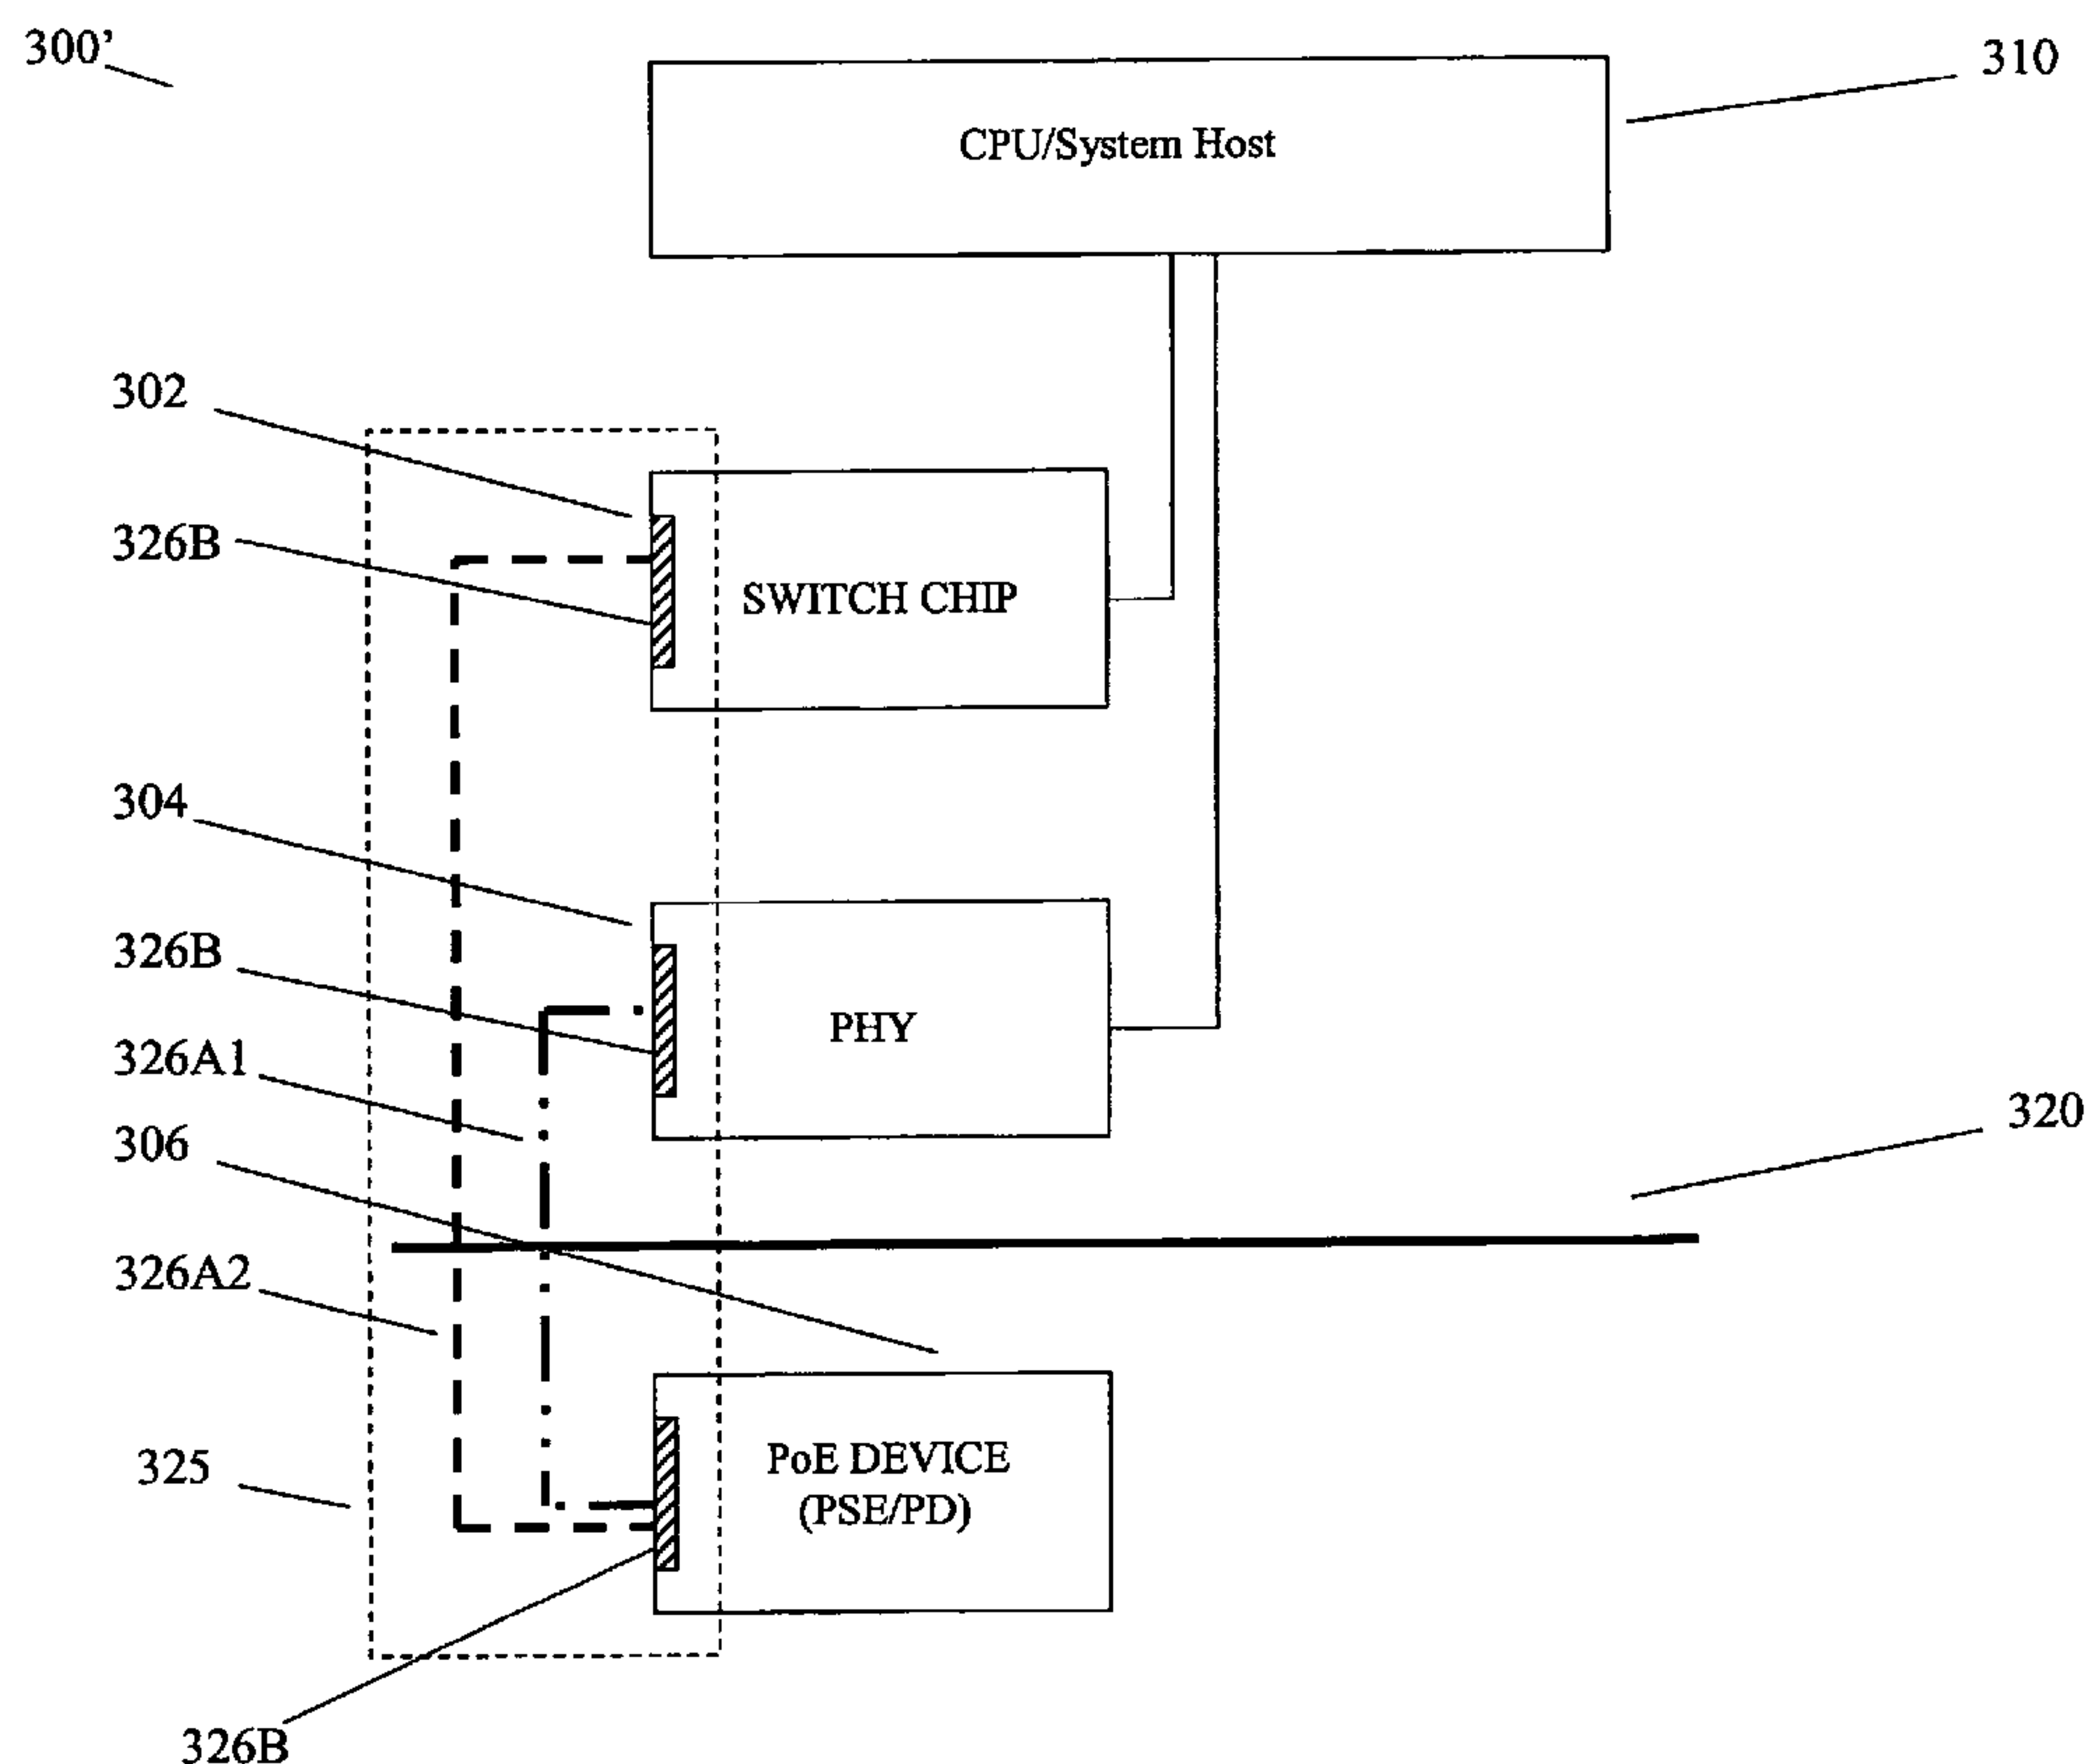 300’
310
CPU/System Host
302
326B
SWITCH CHIP
304
326B
PHY
326A1
306
320
326A2
325
PoE DEVICE
(PSE/PD)
326B